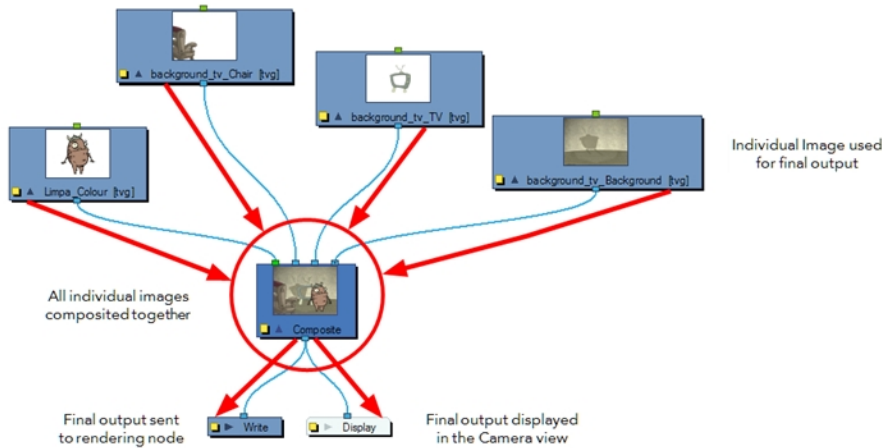 background_tv_Chair [tvg]
background_tv_TV [tvg]
Limpa_Colour [tvg]
background_tv_Background [tvg]
Individual Image used
for final output
All individual images
composited together
Composite
Final output sent
to rendering node
Write
Display
Final output displayed
in the Camera view